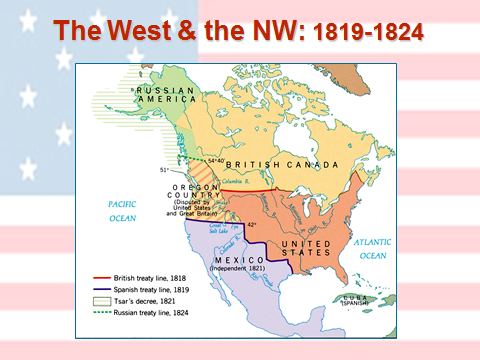 The West & the NW: 1819-1824
RUSSIAN
AMERICA
54°40'
BRITISH CANADA
51°
Columbia R.
OREGON
COUNTRY
(Disputed by
United States
and Great Britain)
PACIFIC
OCEAN
Great
Salt Lake
42°
Colorado R.
UNITED
STATES
ATLANTIC
OCEAN
MEXICO
(Independent 1821)
CUBA
(SPANISH)
British treaty line, 1818
Spanish treaty line, 1819
Tsar's decree, 1821
Russian treaty line, 1824